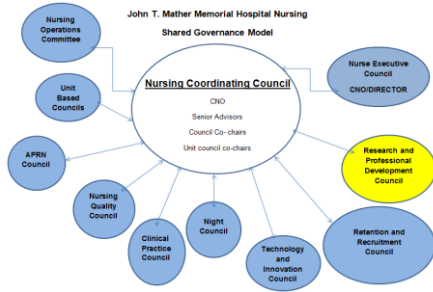 John T. Mather Memorial Hospital Nursing
Shared Governance Model
Nursing
Operations
Committee
Nursing Coordinating Council
CNO
Senior Advisors
Council Co- chairs
Unit council co-chairs
Nurse Executive
Council
CNO/DIRECTOR
Unit
Based
Councils
APRN
Council
Research and
Professional
Development
Council
Nursing
Quality
Council
Clinical
Practice
Council
Night
Council
Technology
and
Innovation
Council
Retention and
Recruitment
Council